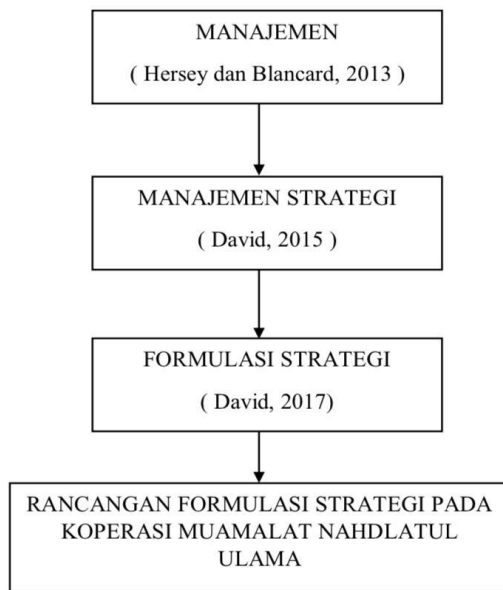 MANAJEMEN
( Hersey dan Blancard, 2013 )
MANAJEMEN STRATEGI
( David, 2015 )
FORMULASI STRATEGI
( David, 2017)
RANCANGAN FORMULASI STRATEGI PADA
KOPERASI MUAMALAT NAHDLATUL
ULAMA